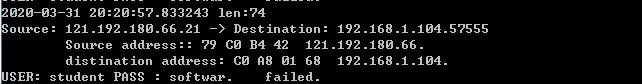 2020-03-31 20:20:57.833243 len:74
Source: 121.192.180.66.21 -> Destination: 192.168.1.104.57555
Source address:: 79 C0 B4 42 121.192.180.66.
distination address: C0 A8 01 68 192.168.1.104.
USER: student PASS : softwar. failed.